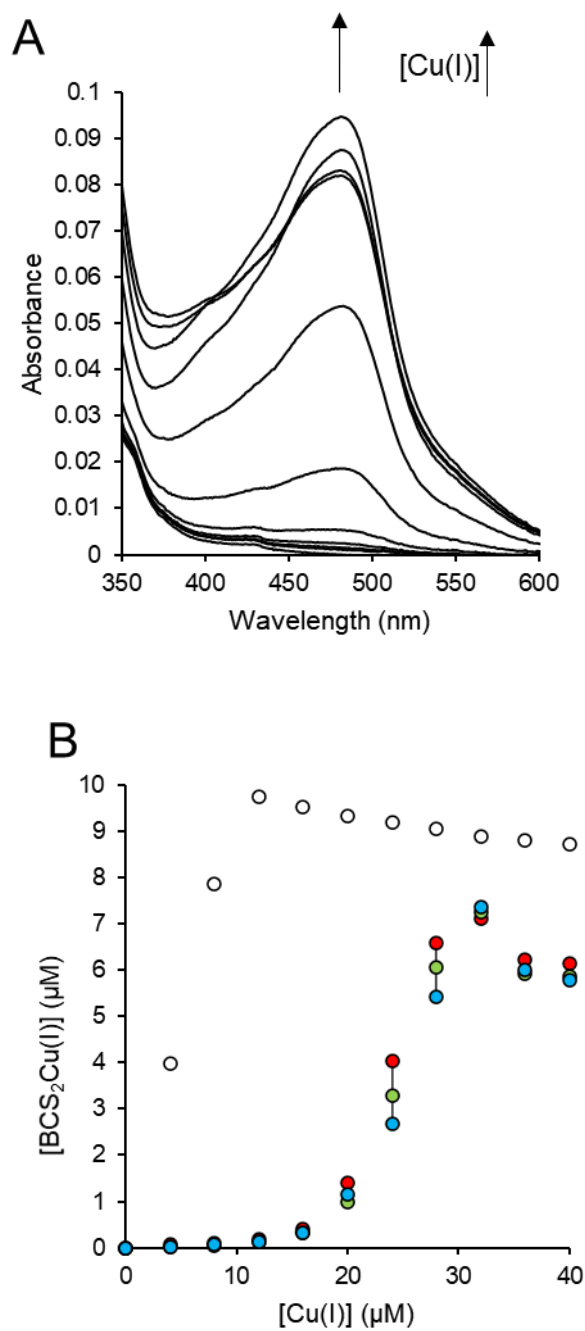 A
[Cu(I)]
0.1
0.09
0.08
0.07
0.06
0.05
0.04
0.03
0.02
0.01
0
Absorbance
350 400 450 500 550 600
Wavelength (nm)
B
10
9
8
7
6
5
4
3
2
1
0
[BCS₂Cu(I)] (µM)
0 10 20 30 40
[Cu(I)] (µM)